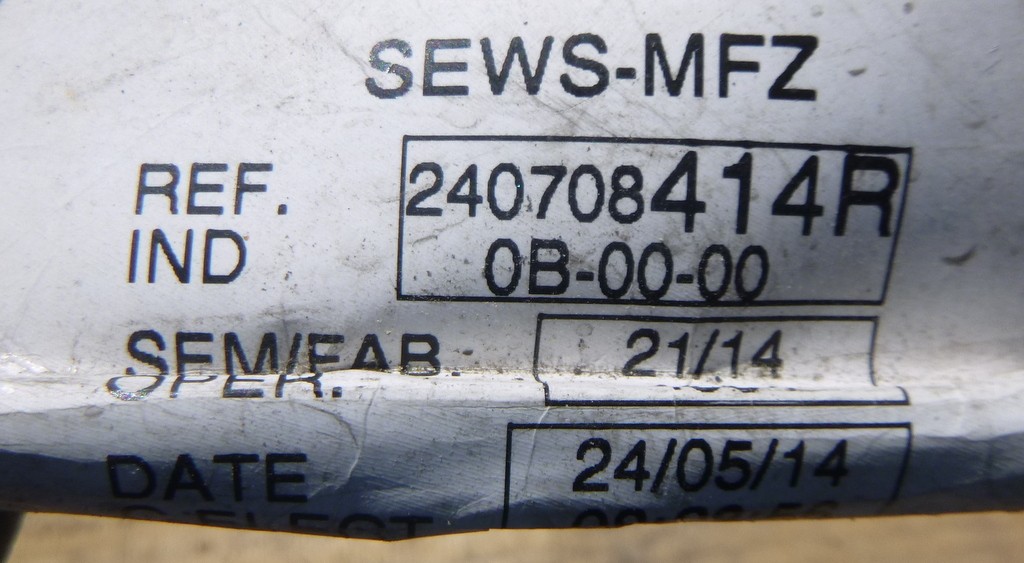 SEWS-MFZ
REF. 240708414R
IND 0B-00-00
SEM/FAB. 21/14
OPER.
DATE 24/05/14